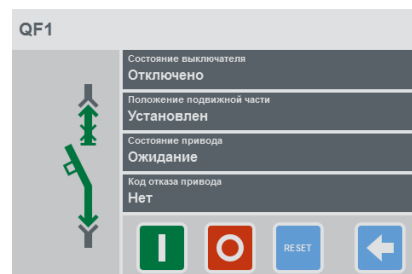 QF1
Состояние выключателя
Отключено
Положение подвижной части
Установлен
Состояние привода
Ожидание
Код отказа привода
Нет
RESET